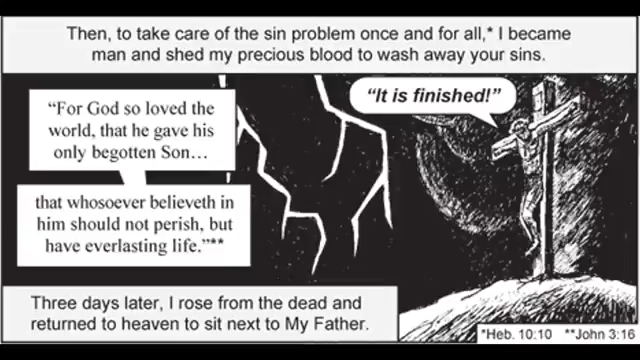 Then, to take care of the sin problem once and for all,* I became
man and shed my precious blood to wash away your sins.
“For God so loved the
world, that he gave his
only begotten Son…
that whosoever believeth in
him should not perish, but
have everlasting life.”**
“It is finished!”
Three days later, I rose from the dead and
returned to heaven to sit next to My Father.
*Heb. 10:10 **John 3:16